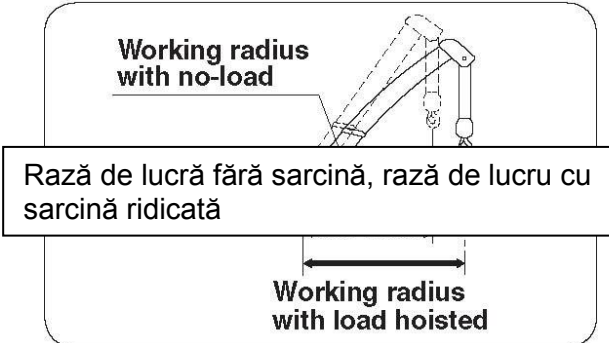 Working radius
with no-load
Rază de lucră fără sarcină, rază de lucru cu
sarcină ridicată
Working radius
with load hoisted